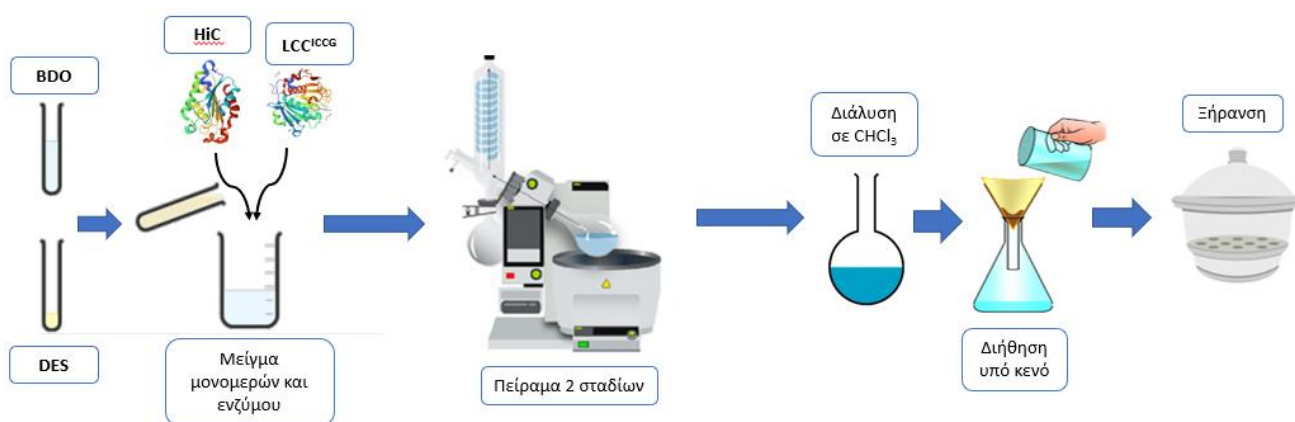 BDO
HiC
LCCᴵᶜᶜᴳ
DES
Μείγμα
μονομερών και
ενζύμου
Πείραμα 2 σταδίων
Διάλυση
σε CHCl₃
Διήθηση
υπό κενό
Ξήρανση